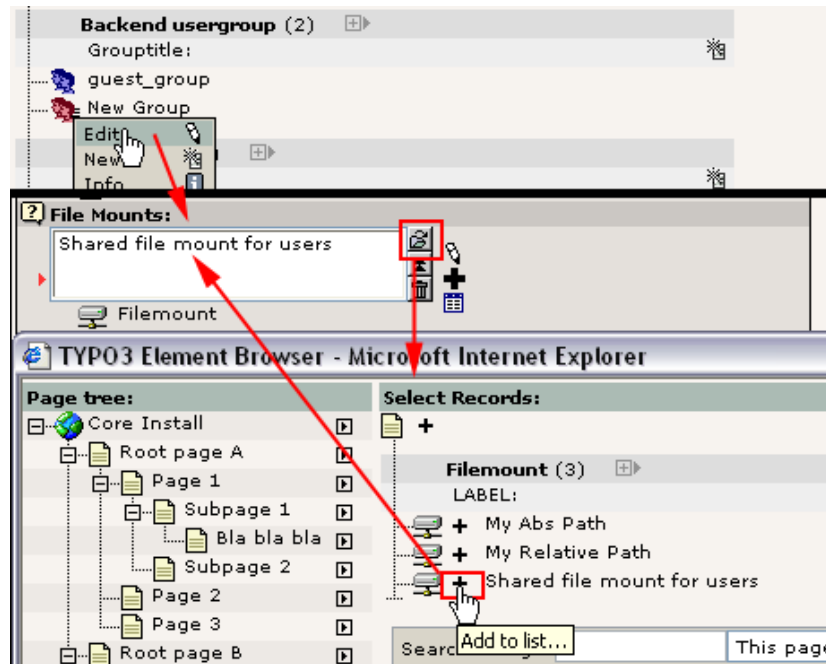 Backend usergroup (2)
Grouptitle:
guest_group
New Group
Edit
New
Info
File Mounts:
Shared file mount for users
Filemount
TYPO3 Element Browser - Microsoft Internet Explorer
Page tree:
Select Records:
Core Install
Root page A
Filemount (3)
Page 1
LABEL:
Subpage 1
My Abs Path
Bla bla bla
My Relative Path
Subpage 2
Shared file mount for users
Page 2
Page 3
Add to list...
Root page B
This page